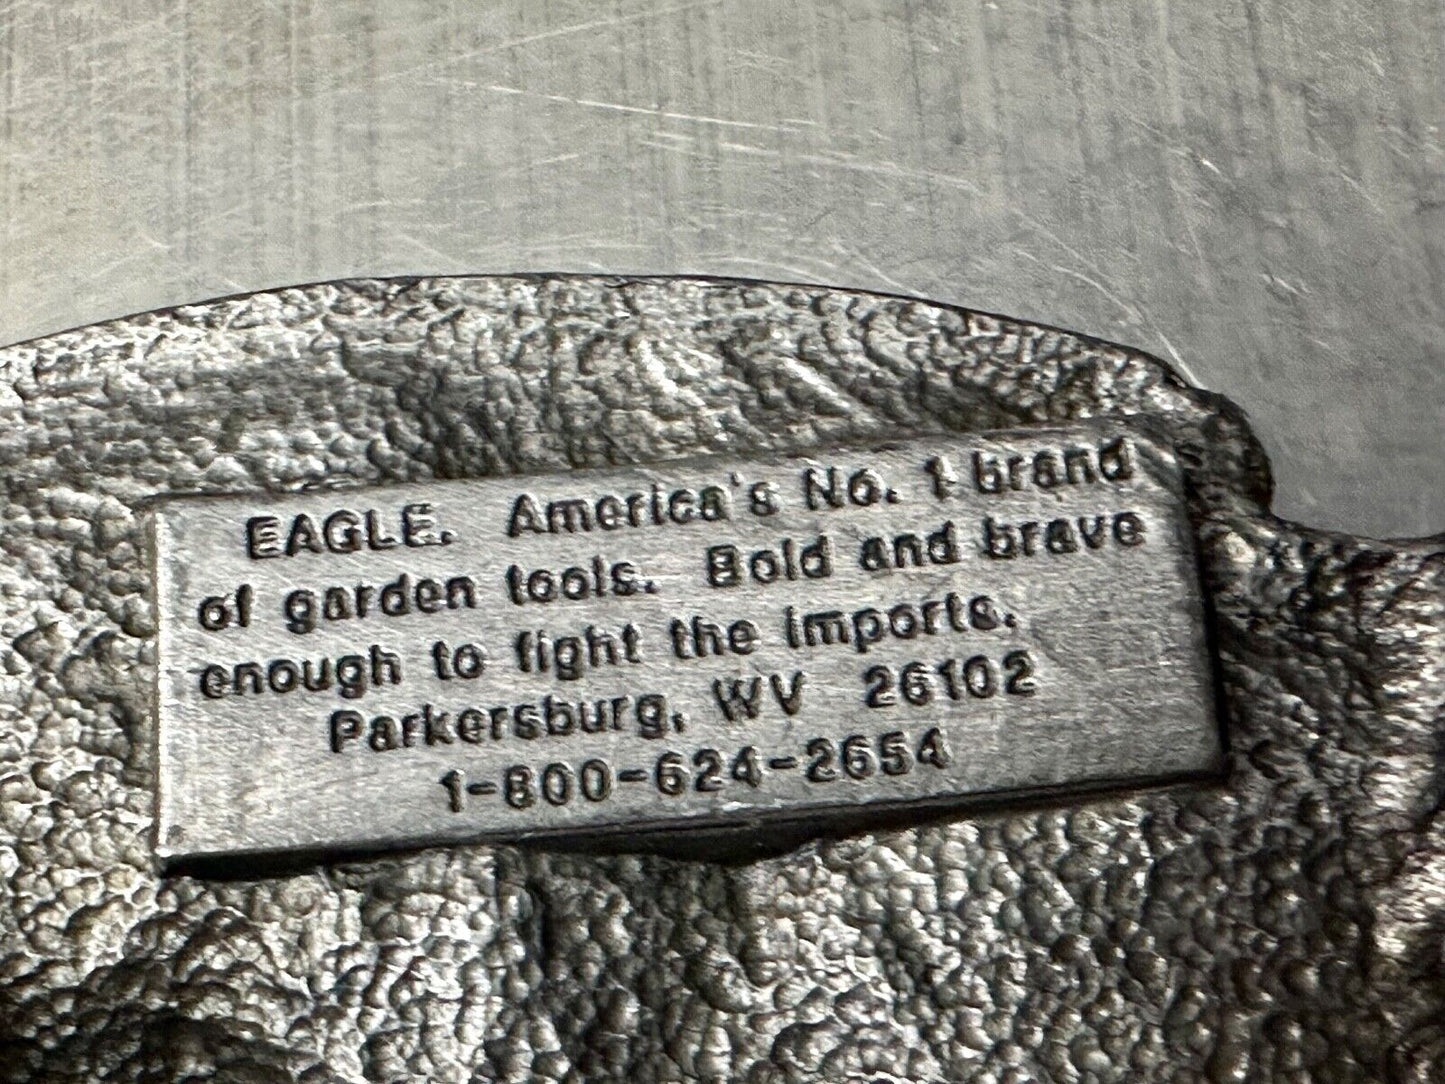 EAGLE. America's No. 1 brand
of garden tools. Bold and brave
enough to fight the imports.
Parkersburg, WV 26102
1-800-624-2654